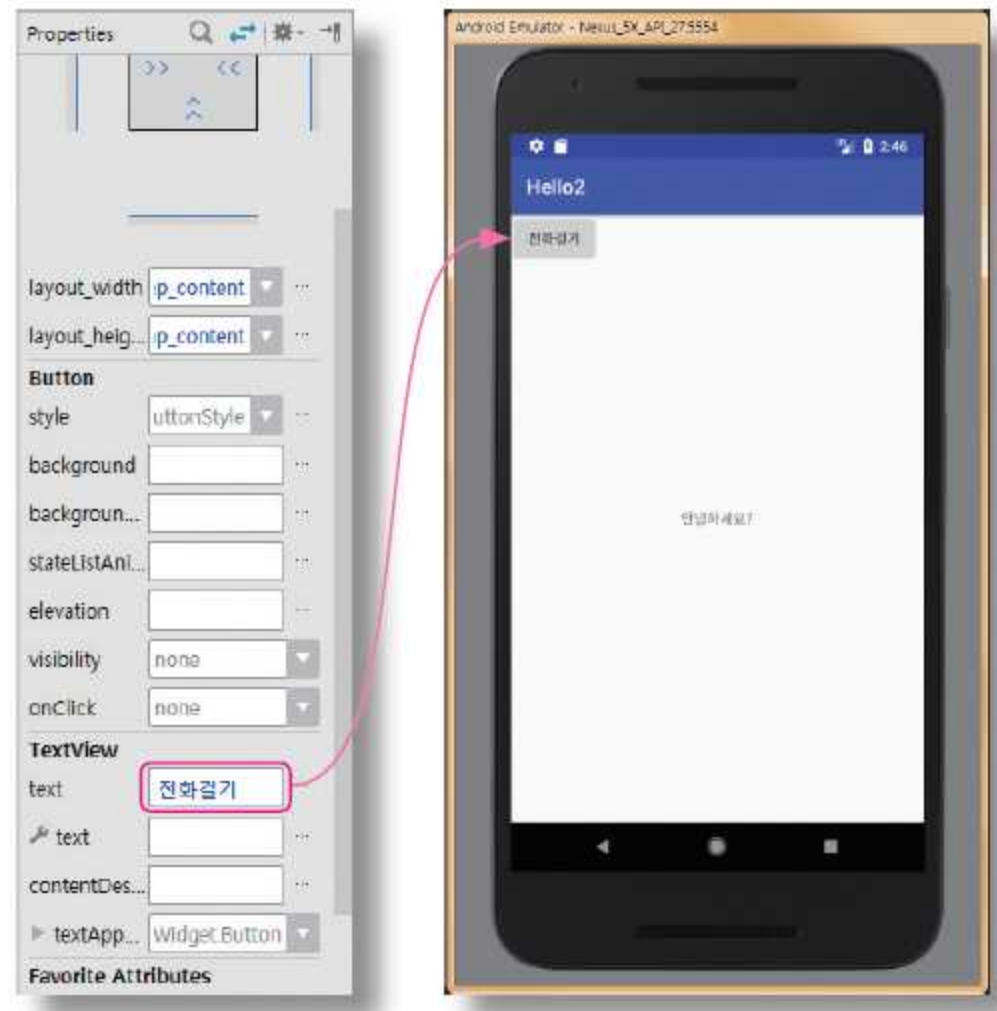 Properties
layout_width p_content
layout_heig... p_content
Button
style uttonStyle
background
backgroun...
stateListAni...
elevation
visibility none
onClick none
TextView
text 전화걸기
text
contentDes...
textApp... Widget.Button
Favorite Attributes
Android Emulator - Nexus_5X_API_27:5554
2:46
Hello2
전화걸기
안녕하세요?